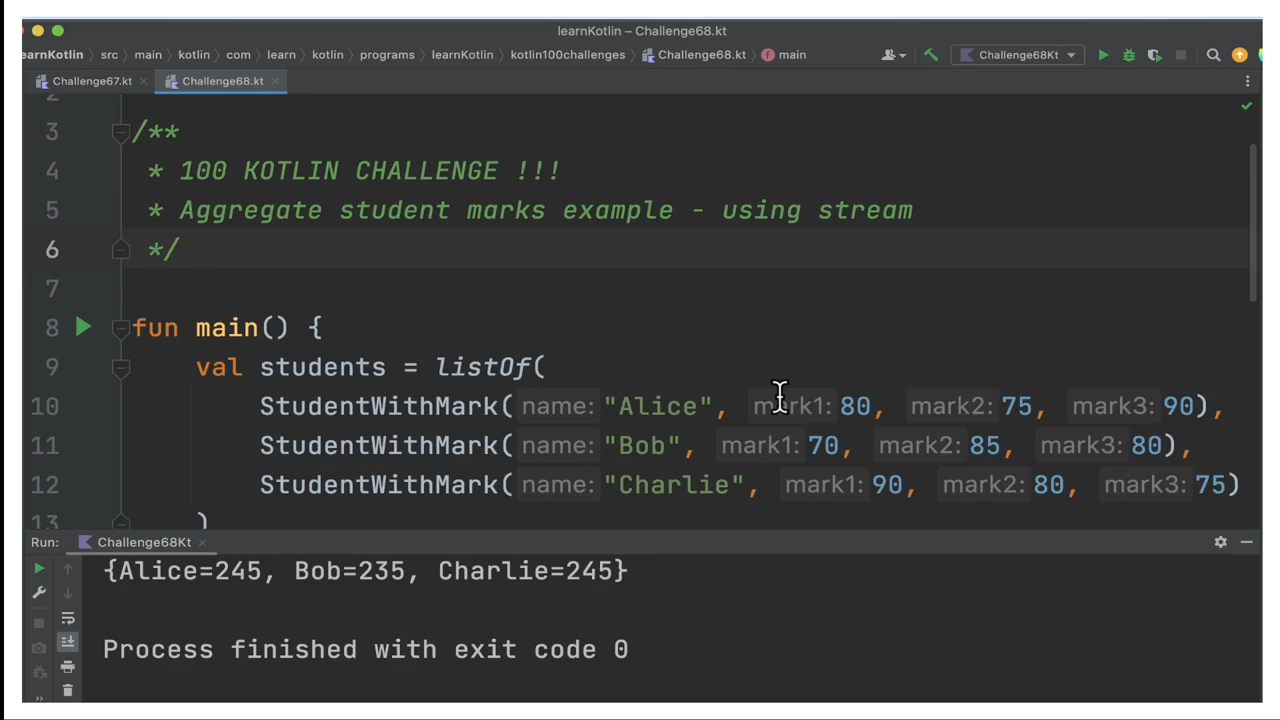 learnKotlin – Challenge68.kt
earnKotlin src main kotlin com learn kotlin programs learnKotlin kotlin100challenges Challenge68.kt main Challenge68Kt
Challenge67.kt Challenge68.kt
2
3 /**
4 * 100 KOTLIN CHALLENGE !!!
5 * Aggregate student marks example - using stream
6 */
7
8 fun main() {
9 val students = listOf(
10 StudentWithMark( name: "Alice", mark1: 80, mark2: 75, mark3: 90),
11 StudentWithMark( name: "Bob", mark1: 70, mark2: 85, mark3: 80),
12 StudentWithMark( name: "Charlie", mark1: 90, mark2: 80, mark3: 75)
13 )
Run: Challenge68Kt
{Alice=245, Bob=235, Charlie=245}
Process finished with exit code 0